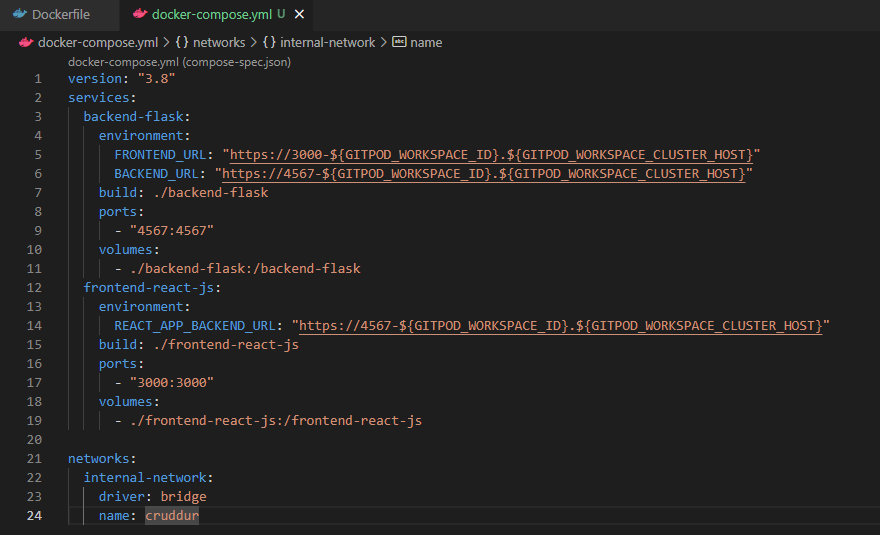 Dockerfile docker-compose.yml U
docker-compose.yml > {} networks > {} internal-network > abc name
docker-compose.yml (compose-spec.json)
1 version: "3.8"
2 services:
3   backend-flask:
4     environment:
5       FRONTEND_URL: "https://3000-${GITPOD_WORKSPACE_ID}.${GITPOD_WORKSPACE_CLUSTER_HOST}"
6       BACKEND_URL: "https://4567-${GITPOD_WORKSPACE_ID}.${GITPOD_WORKSPACE_CLUSTER_HOST}"
7     build: ./backend-flask
8     ports:
9       - "4567:4567"
10     volumes:
11       - ./backend-flask:/backend-flask
12   frontend-react-js:
13     environment:
14       REACT_APP_BACKEND_URL: "https://4567-${GITPOD_WORKSPACE_ID}.${GITPOD_WORKSPACE_CLUSTER_HOST}"
15     build: ./frontend-react-js
16     ports:
17       - "3000:3000"
18     volumes:
19       - ./frontend-react-js:/frontend-react-js
20
21 networks:
22   internal-network:
23     driver: bridge
24     name: cruddur